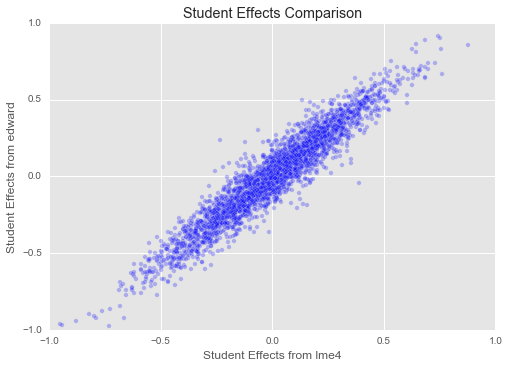 Student Effects Comparison
Student Effects from edward
1.0
0.5
0.0
−0.5
−1.0
−1.0 −0.5 0.0 0.5 1.0
Student Effects from lme4